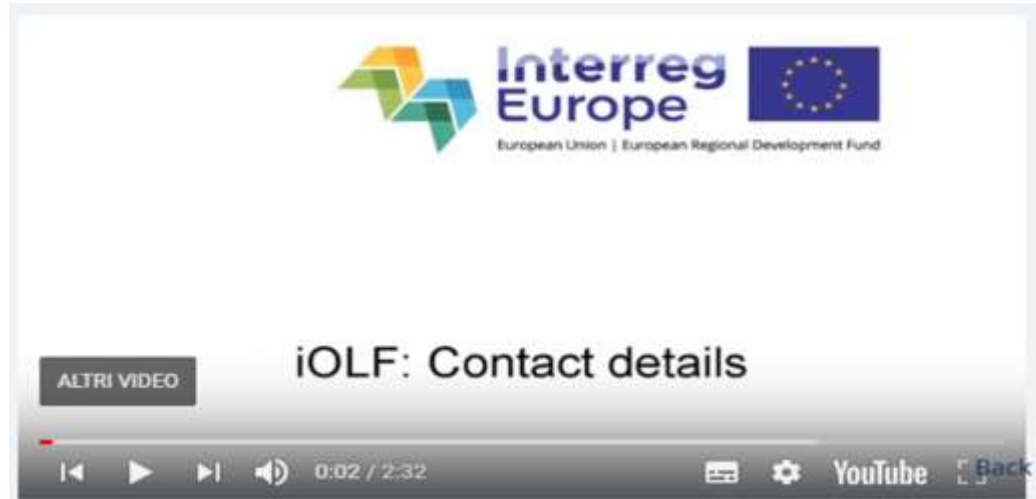 Interreg
Europe
European Union | European Regional Development Fund
iOLF: Contact details
ALTRI VIDEO
0:02 / 2:32
YouTube
Back